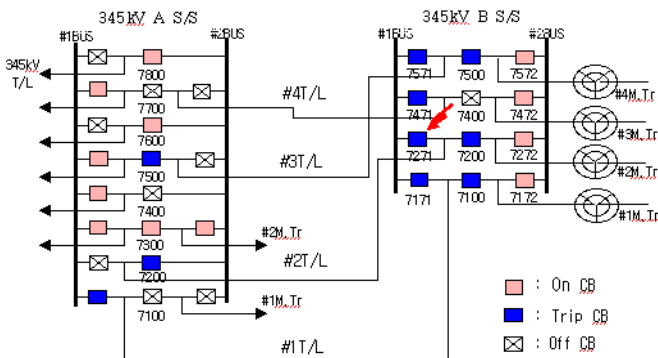 345kV A S/S
345kV B S/S
#1BUS
#2BUS
#1BUS
#2BUS
345kV
T/L
7800
7700
7600
7500
7400
7300
7200
7100
#4T/L
#3T/L
#2M.Tr
#2T/L
#1M.Tr
#1T/L
7571
7500
7572
7471
7400
7472
7271
7200
7272
7171
7100
7172
#4M.Tr
#3M.Tr
#2M.Tr
#1M.Tr
: On CB
: Trip CB
: Off CB